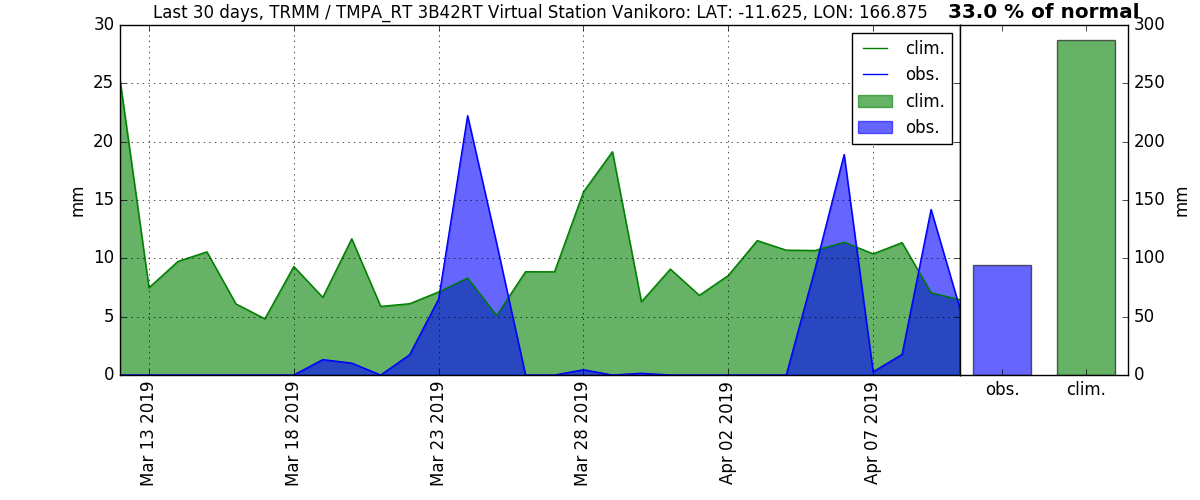 Last 30 days, TRMM / TMPA_RT 3B42RT Virtual Station Vanikoro: LAT: -11.625, LON: 166.875
33.0 % of normal
30
25
20
15
10
5
0
mm
clim.
obs.
clim.
obs.
300
250
200
150
100
50
0
mm
obs.
clim.
Mar 13 2019
Mar 18 2019
Mar 23 2019
Mar 28 2019
Apr 02 2019
Apr 07 2019